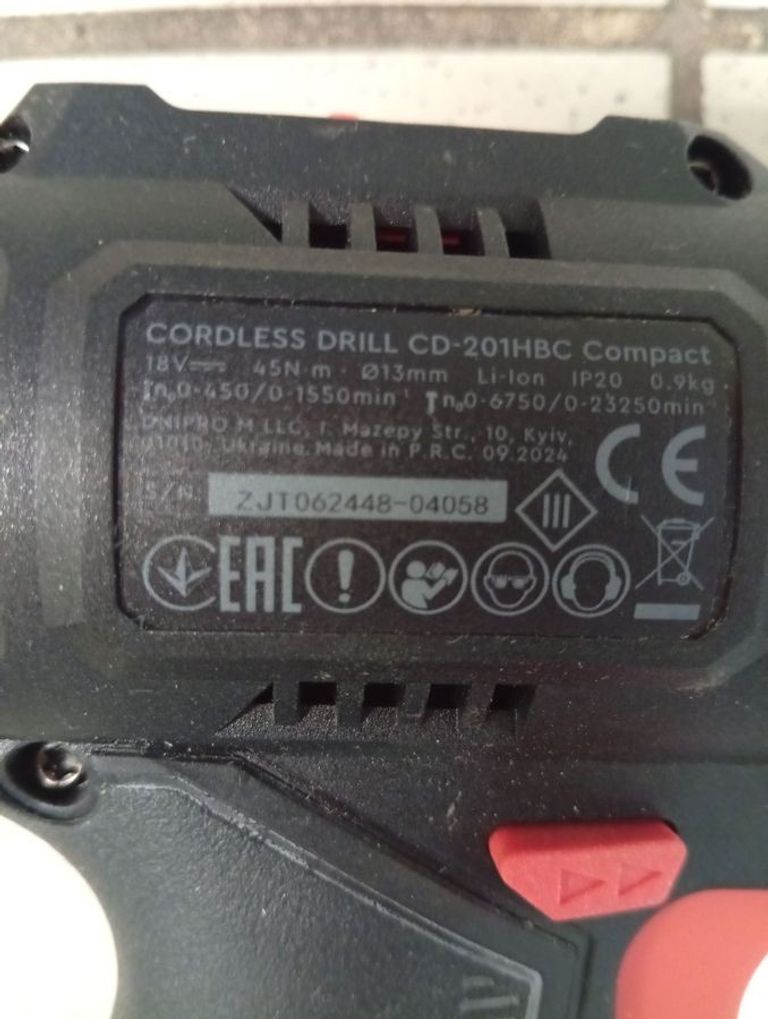 CORDLESS DRILL CD-201HBC Compact
18V 45N·m · Ø13mm Li-Ion IP20 0.9kg
n₀0-450/0-1550min⁻¹ n₀0-6750/0-23250min⁻¹
DNIPRO M LLC, I. Mazepy Str., 10, Kyiv,
01010, Ukraine. Made in P.R.C. 09.2024
CE
S/N ZJT062448-04058
III
EAC